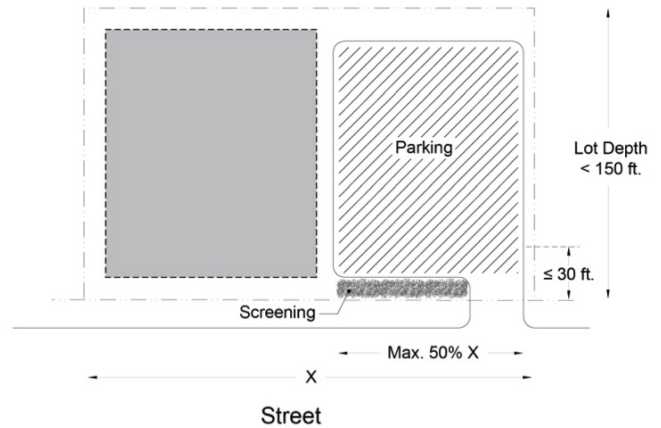 Parking
Lot Depth
< 150 ft.
≤ 30 ft.
Screening
Max. 50% X
X
Street